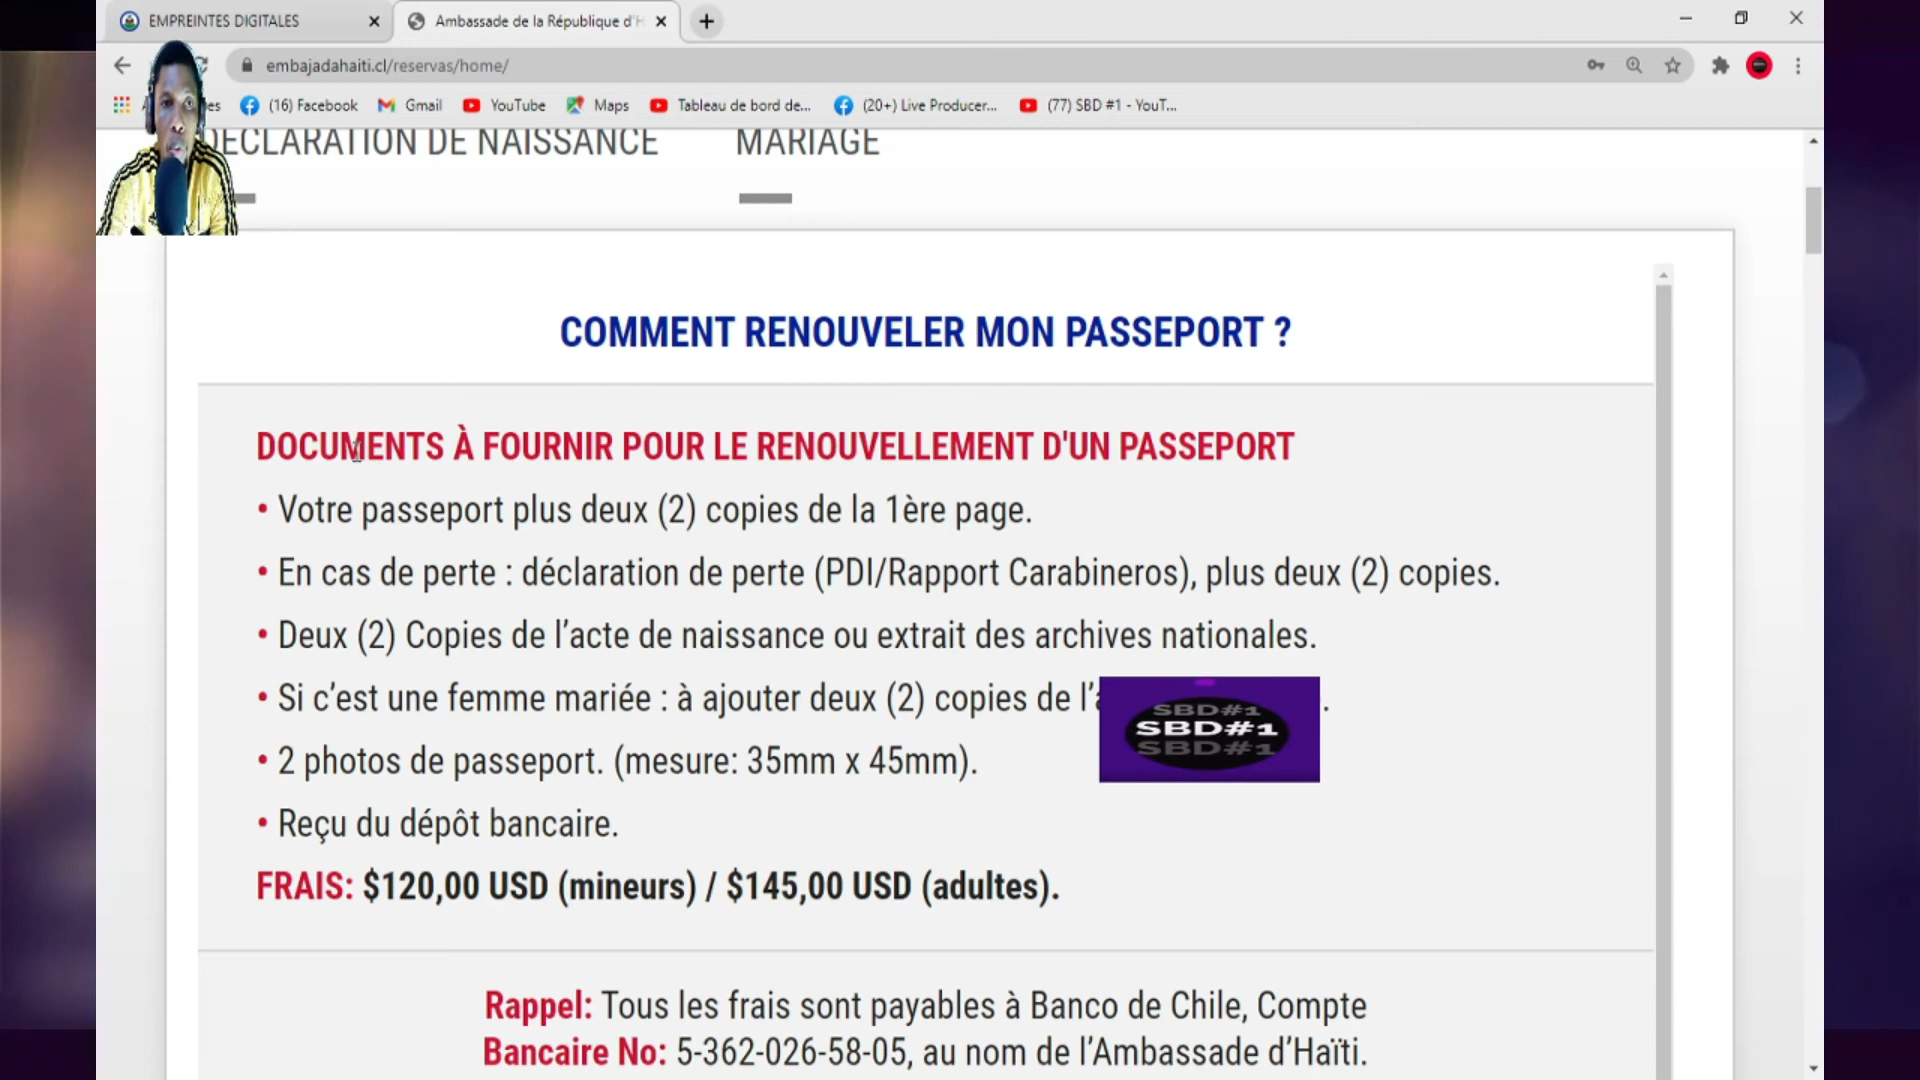 EMPREINTES DIGITALES
Ambassade de la République d'H
embajadahaiti.cl/reservas/home/
(16) Facebook
Gmail
YouTube
Maps
Tableau de bord de...
(20+) Live Producer...
(77) SBD #1 - YouT...
DÉCLARATION DE NAISSANCE
MARIAGE
COMMENT RENOUVELER MON PASSEPORT ?
DOCUMENTS À FOURNIR POUR LE RENOUVELLEMENT D'UN PASSEPORT
• Votre passeport plus deux (2) copies de la 1ère page.
• En cas de perte : déclaration de perte (PDI/Rapport Carabineros), plus deux (2) copies.
• Deux (2) Copies de l’acte de naissance ou extrait des archives nationales.
• Si c’est une femme mariée : à ajouter deux (2) copies de
SBD#1
SBD#1
SBD#1
• 2 photos de passeport. (mesure: 35mm x 45mm).
• Reçu du dépôt bancaire.
FRAIS: $120,00 USD (mineurs) / $145,00 USD (adultes).
Rappel: Tous les frais sont payables à Banco de Chile, Compte
Bancaire No: 5-362-026-58-05, au nom de l’Ambassade d’Haïti.